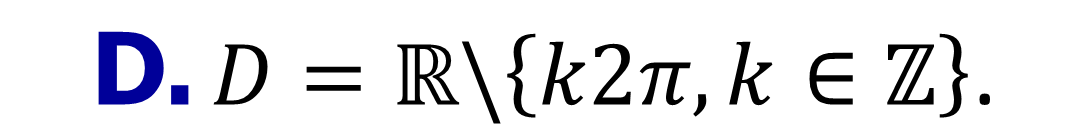 D. D = ℝ\{k2π, k ∈ ℤ}.